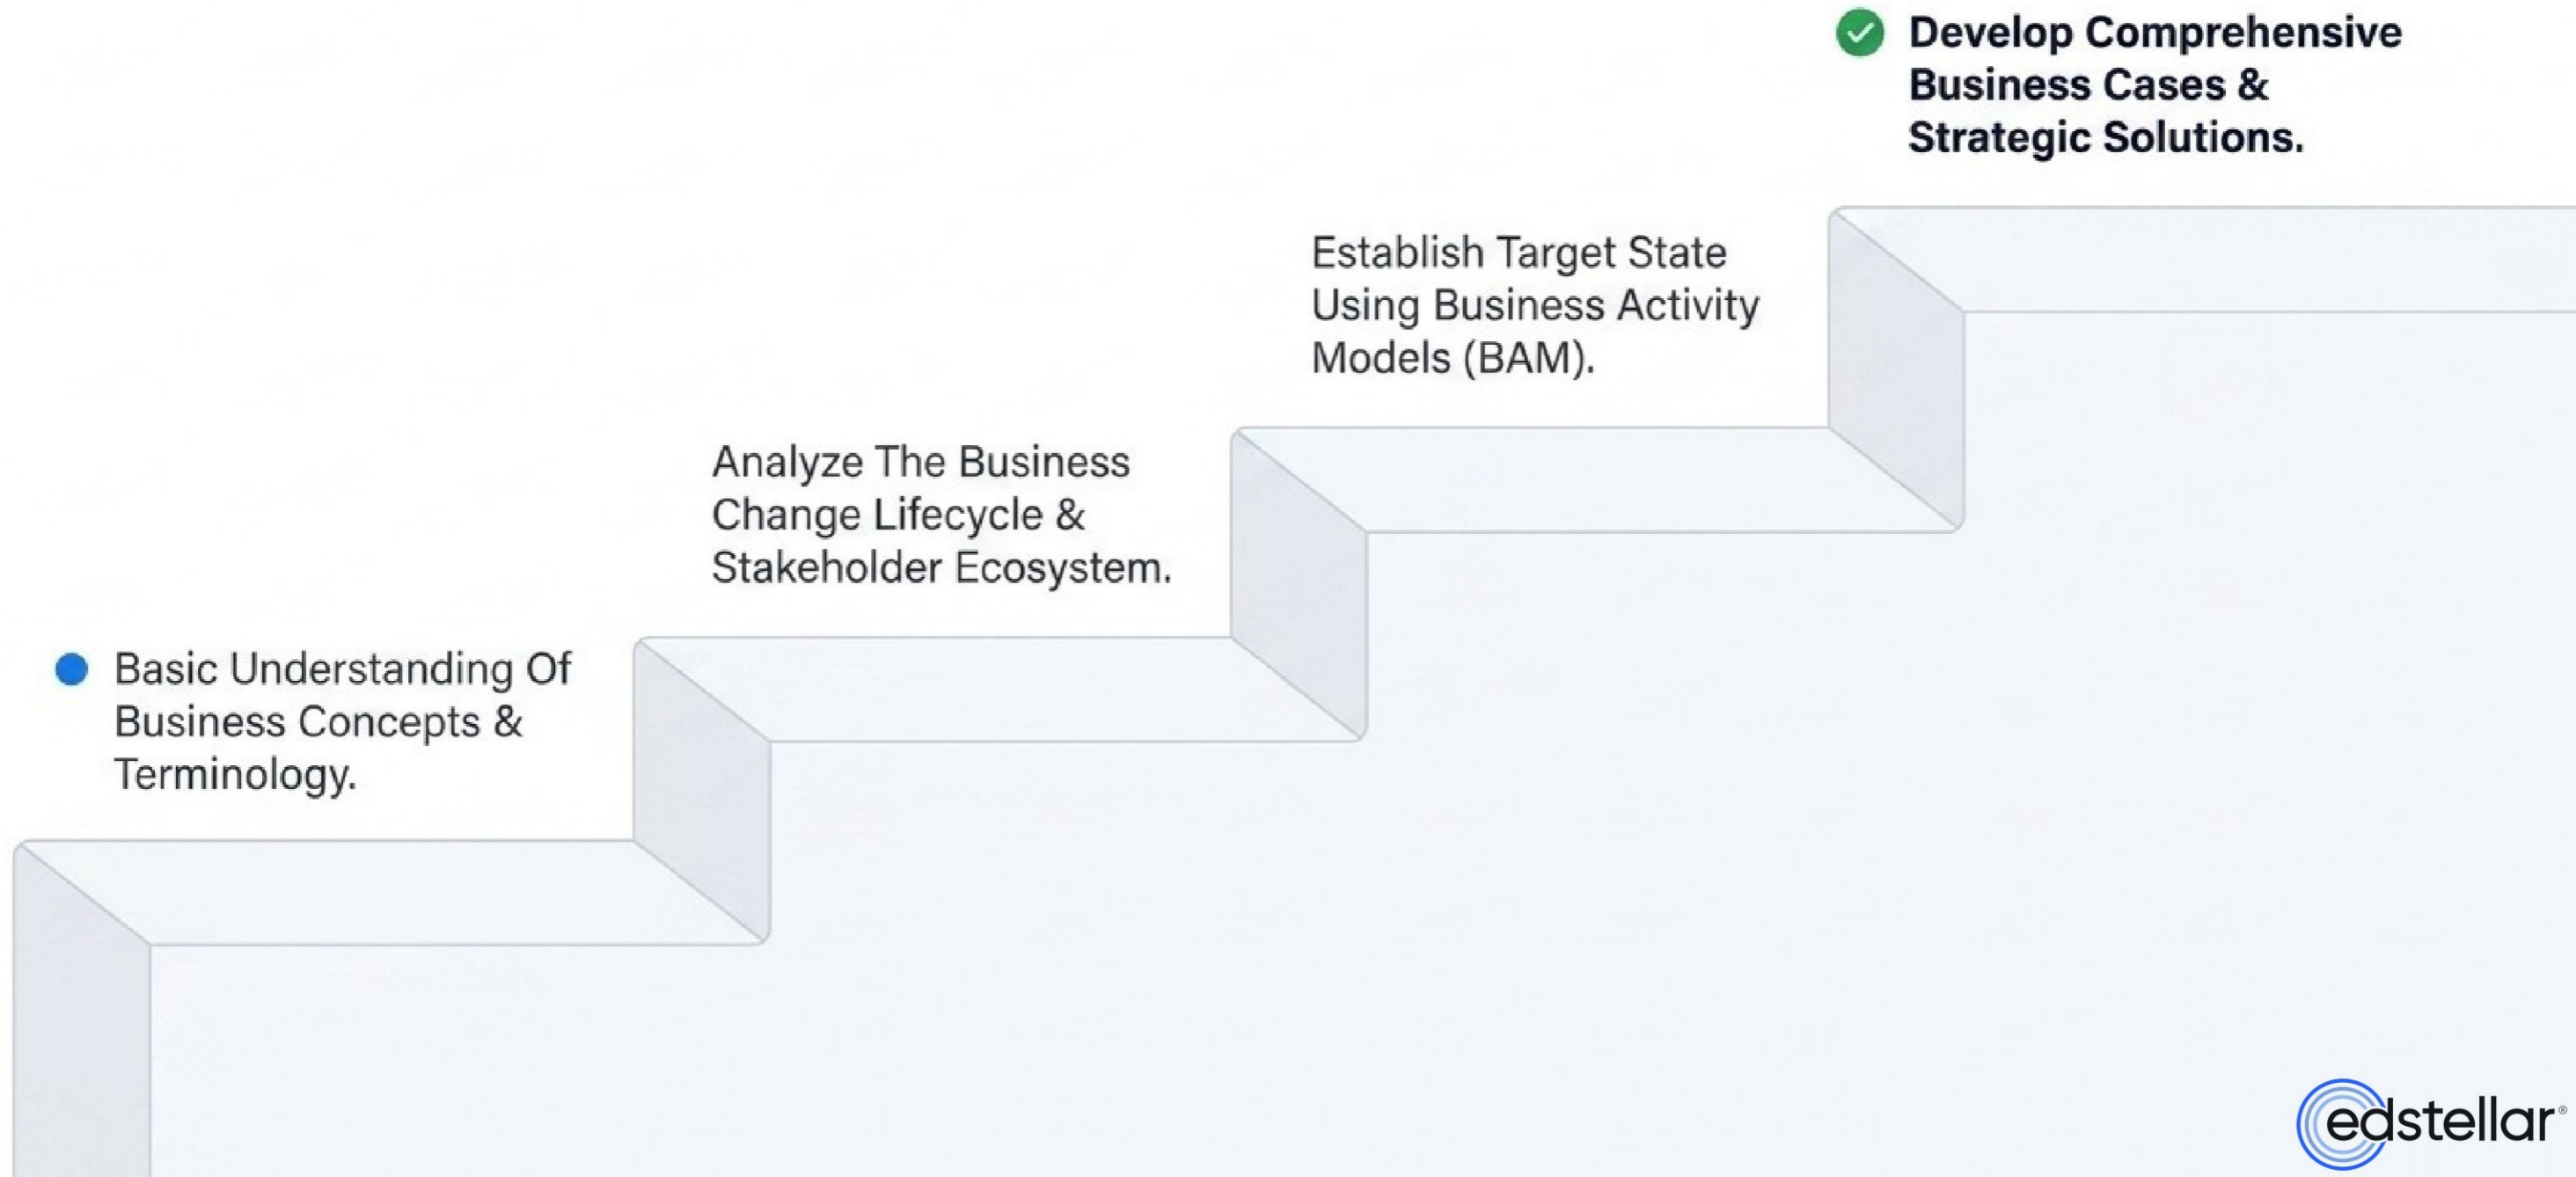 Develop Comprehensive
Business Cases &
Strategic Solutions.
Establish Target State
Using Business Activity
Models (BAM).
Analyze The Business
Change Lifecycle &
Stakeholder Ecosystem.
Basic Understanding Of
Business Concepts &
Terminology.
edstellar®